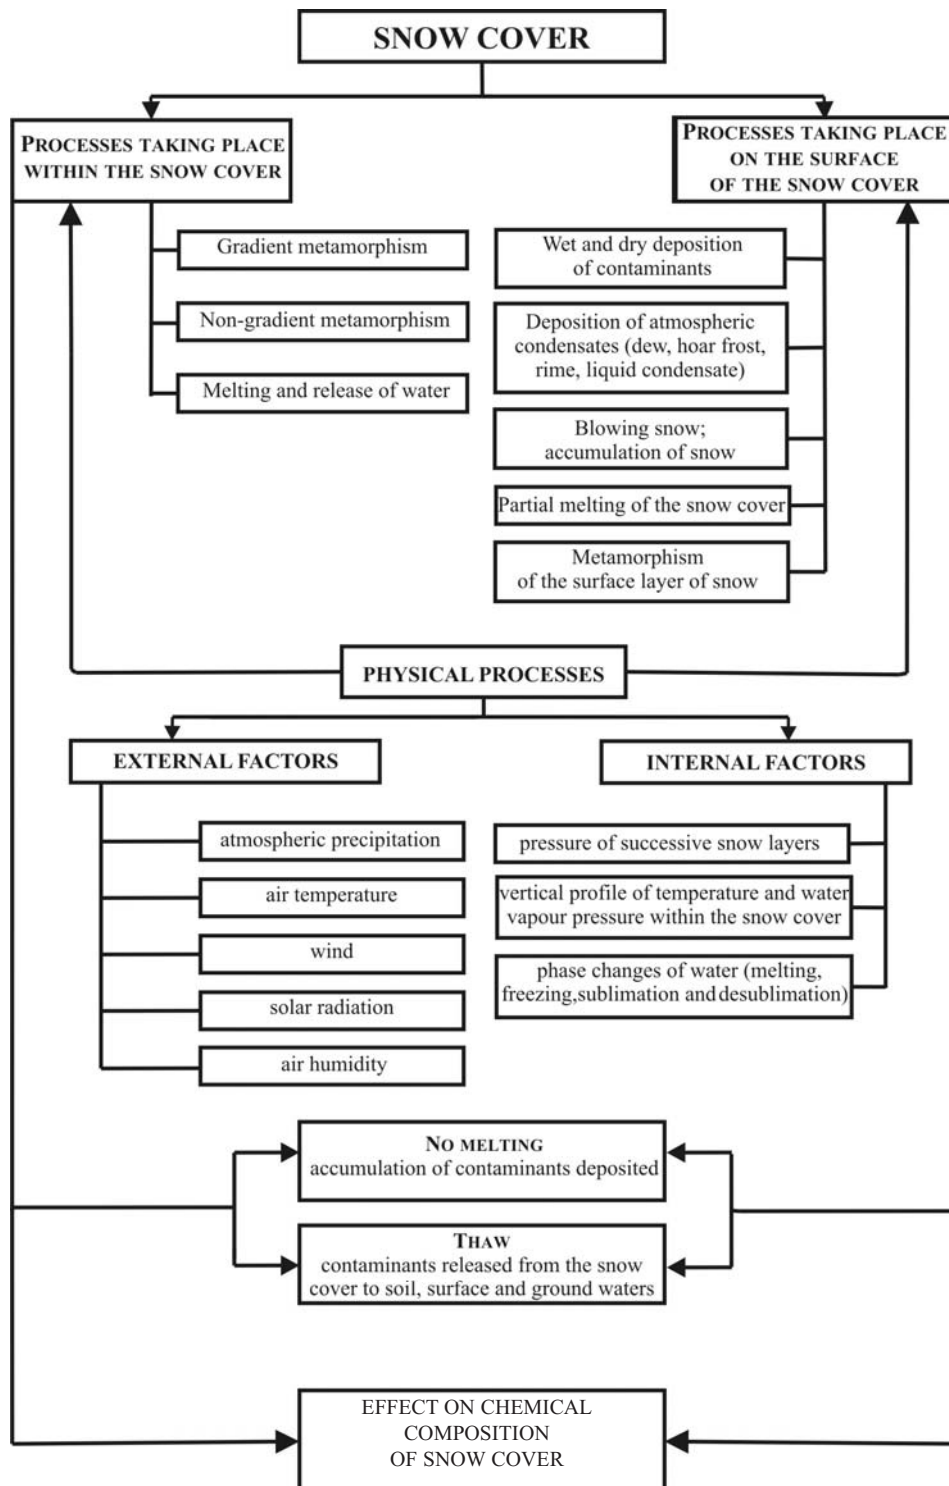 SNOW COVER
PROCESSES TAKING PLACE
WITHIN THE SNOW COVER
PROCESSES TAKING PLACE
ON THE SURFACE
OF THE SNOW COVER
Gradient metamorphism
Non-gradient metamorphism
Melting and release of water
Wet and dry deposition
of contaminants
Deposition of atmospheric
condensates (dew, hoar frost,
rime, liquid condensate)
Blowing snow;
accumulation of snow
Partial melting of the snow cover
Metamorphism
of the surface layer of snow
PHYSICAL PROCESSES
EXTERNAL FACTORS
INTERNAL FACTORS
atmospheric precipitation
air temperature
wind
solar radiation
air humidity
pressure of successive snow layers
vertical profile of temperature and water
vapour pressure within the snow cover
phase changes of water (melting,
freezing,sublimation and desublimation)
NO MELTING
accumulation of contaminants deposited
THAW
contaminants released from the snow
cover to soil, surface and ground waters
EFFECT ON CHEMICAL
COMPOSITION
OF SNOW COVER